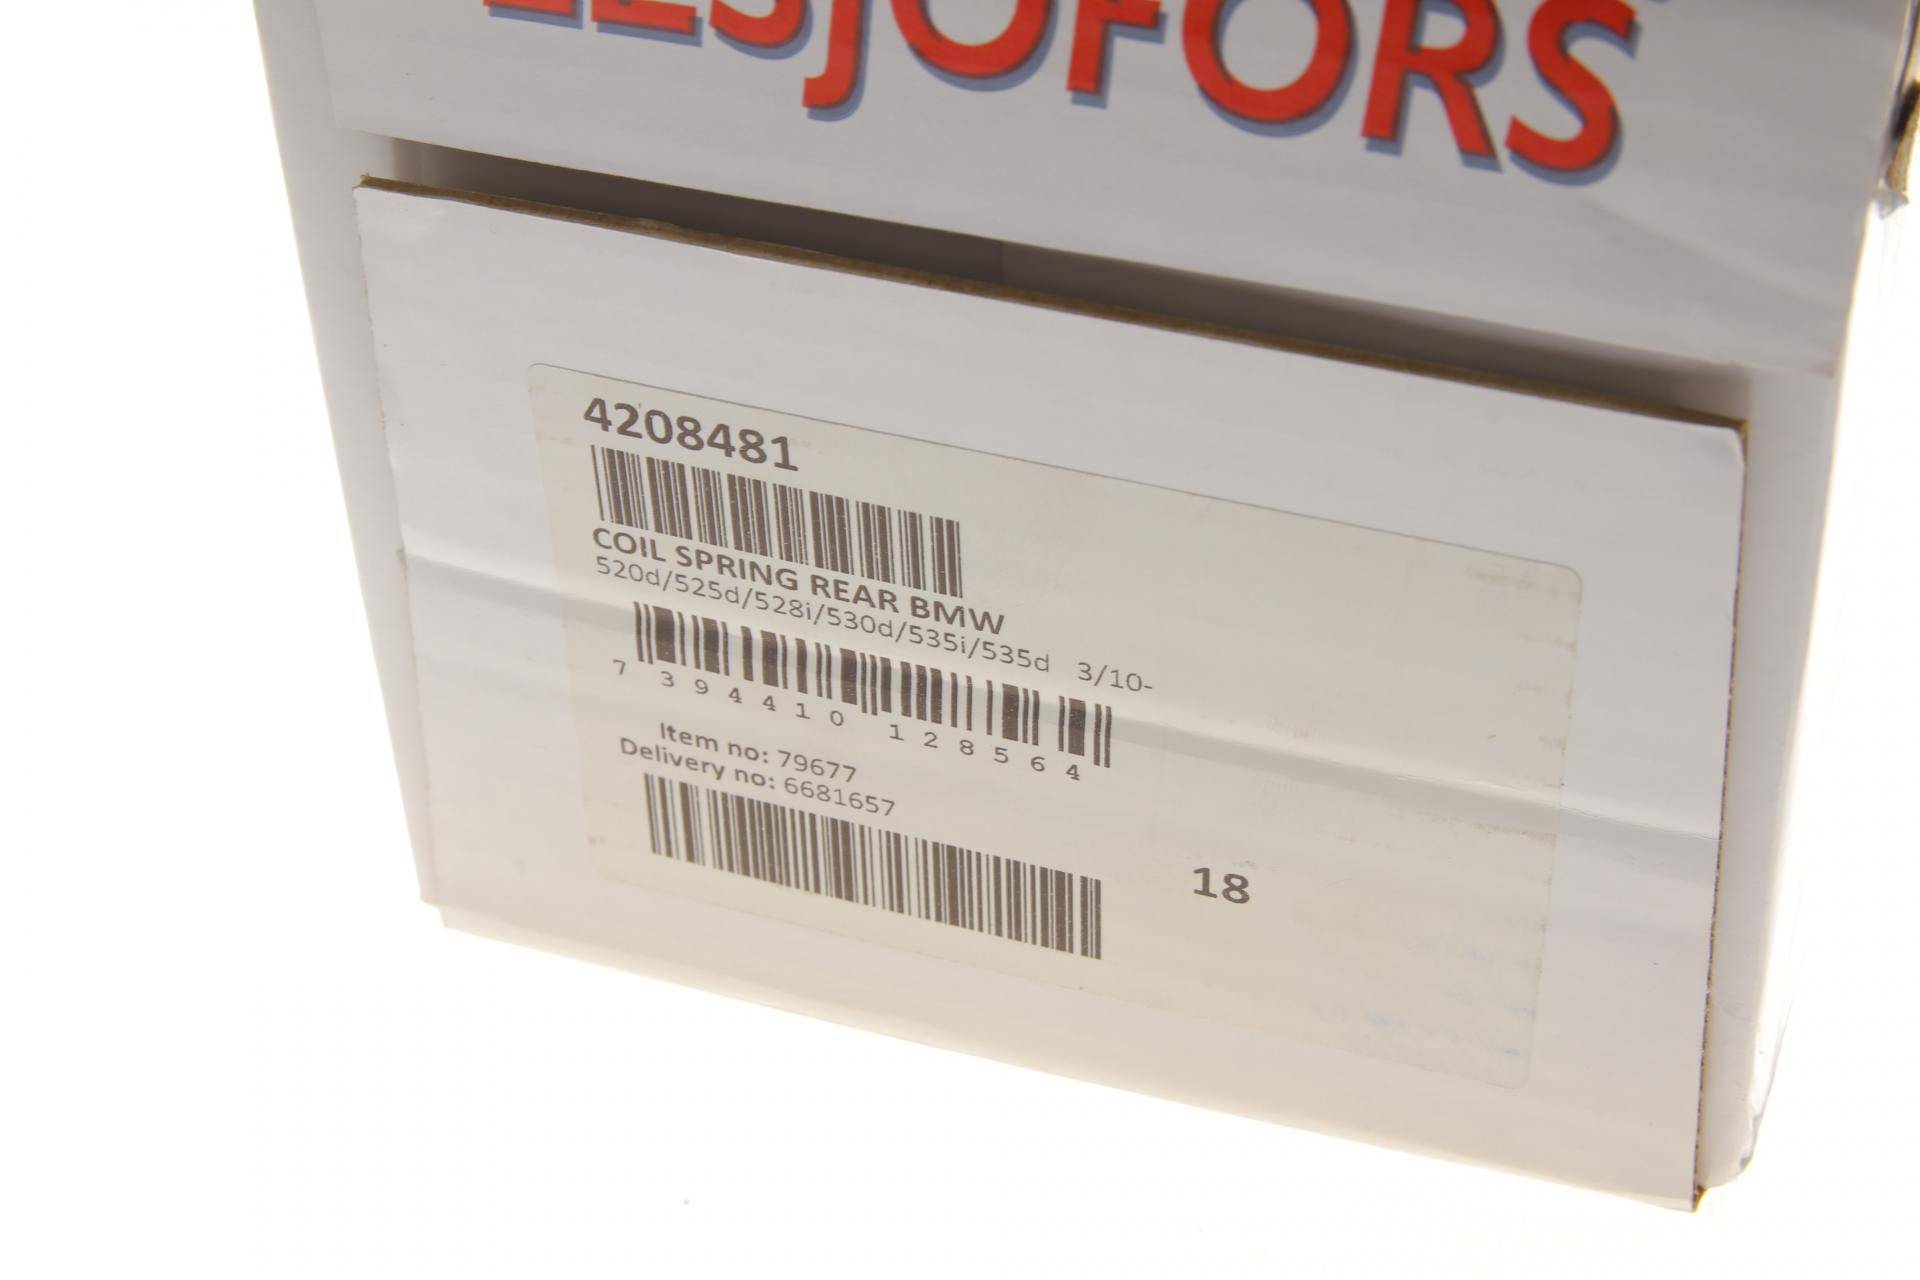 LESJÖFORS
4208481
COIL SPRING REAR BMW
520d/525d/528i/530d/535i/535d 3/10-
7 394410 128564
Item no: 79677
Delivery no: 6681657
18